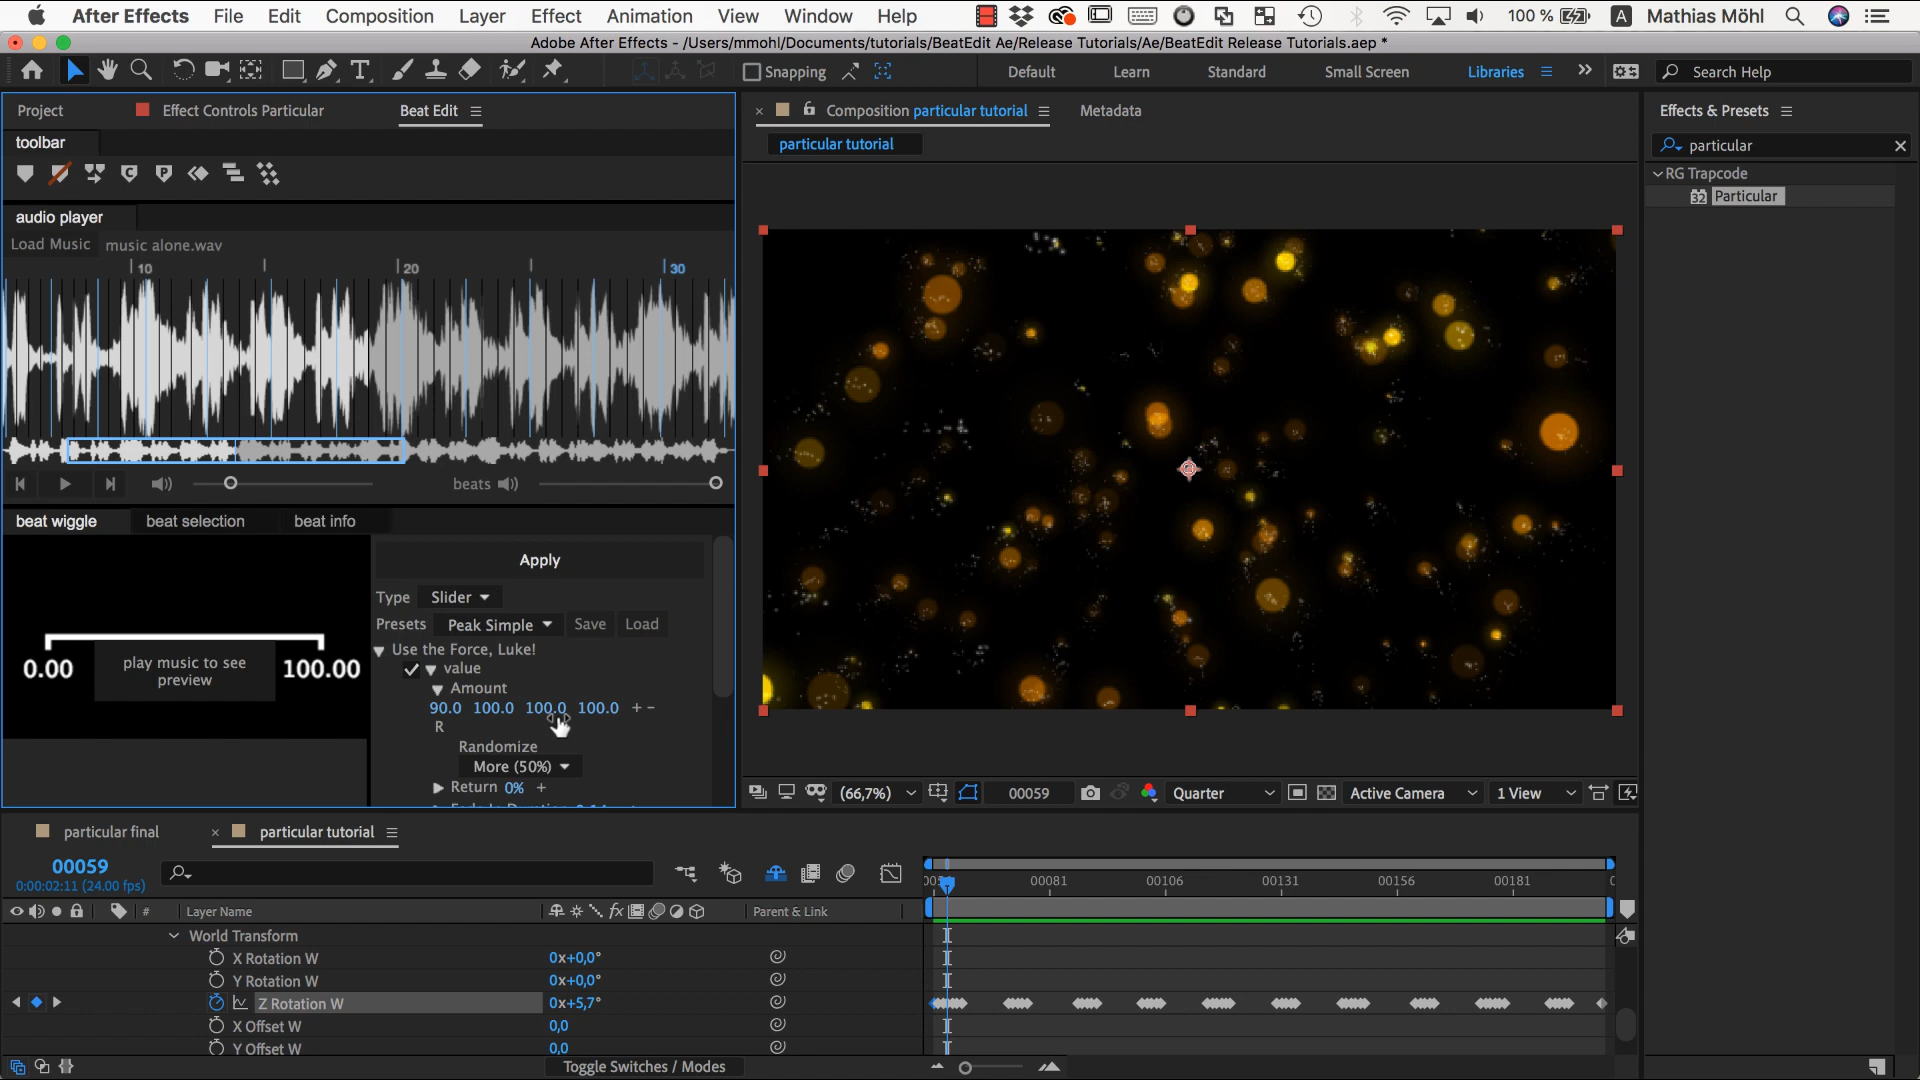 After Effects File Edit Composition Layer Effect Animation View Window Help 100 % A Mathias Möhl
Adobe After Effects - /Users/mmohl/Documents/tutorials/BeatEdit Ae/Release Tutorials/Ae/BeatEdit Release Tutorials.aep *
T Snapping Default Learn Standard Small Screen Libraries Search Help
Project Effect Controls Particular Beat Edit
× Composition particular tutorial Metadata
Effects & Presets
toolbar
particular tutorial
particular
C P
RG Trapcode
32 Particular
audio player
Load Music music alone.wav
10 20 30
beats
beat wiggle beat selection beat info
Apply
Type Slider
Presets Peak Simple Save Load
Use the Force, Luke!
value
Amount
90.0 100.0 100.0 100.0 + -
R
Randomize
More (50%)
Return 0% +
0.00 play music to see preview 100.00
(66,7%) 00059 Quarter Active Camera 1 View
particular final × particular tutorial
00059
0:00:02:11 (24.00 fps)
00081 00106 00131 00156 00181
# Layer Name fx Parent & Link
World Transform
X Rotation W 0x+0,0°
Y Rotation W 0x+0,0°
Z Rotation W 0x+5,7°
X Offset W 0,0
Y Offset W 0,0
Toggle Switches / Modes